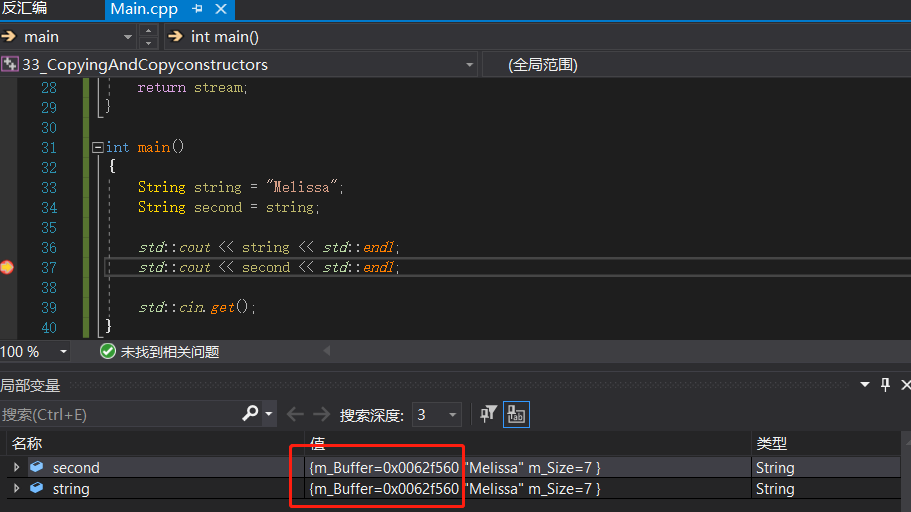 反汇编 Main.cpp
main int main()
33_CopyingAndCopyconstructors (全局范围)
28 return stream;
29 }
30
31 int main()
32 {
33 String string = "Melissa";
34 String second = string;
35
36 std::cout << string << std::endl;
37 std::cout << second << std::endl;
38
39 std::cin.get();
40 }
100 % 未找到相关问题
局部变量
搜索(Ctrl+E) 搜索深度: 3
名称 值 类型
second {m_Buffer=0x0062f560 "Melissa" m_Size=7 } String
string {m_Buffer=0x0062f560 "Melissa" m_Size=7 } String